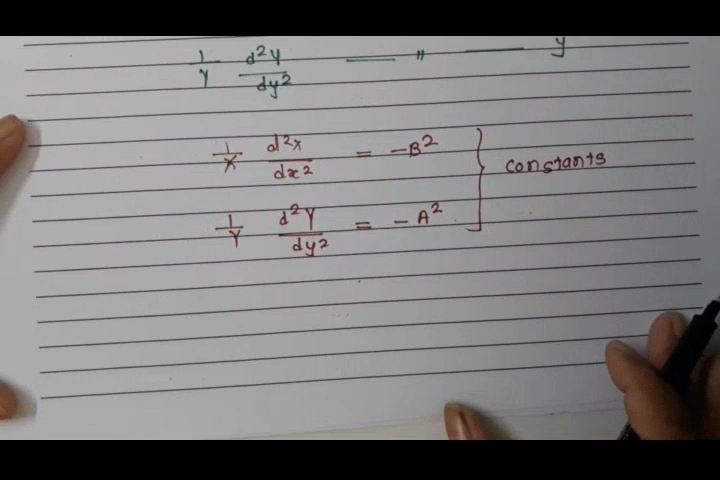 1/Y d²Y/dy² — " — y
1/X d²x/dx² = -B²
constants
1/Y d²Y/dy² = -A²